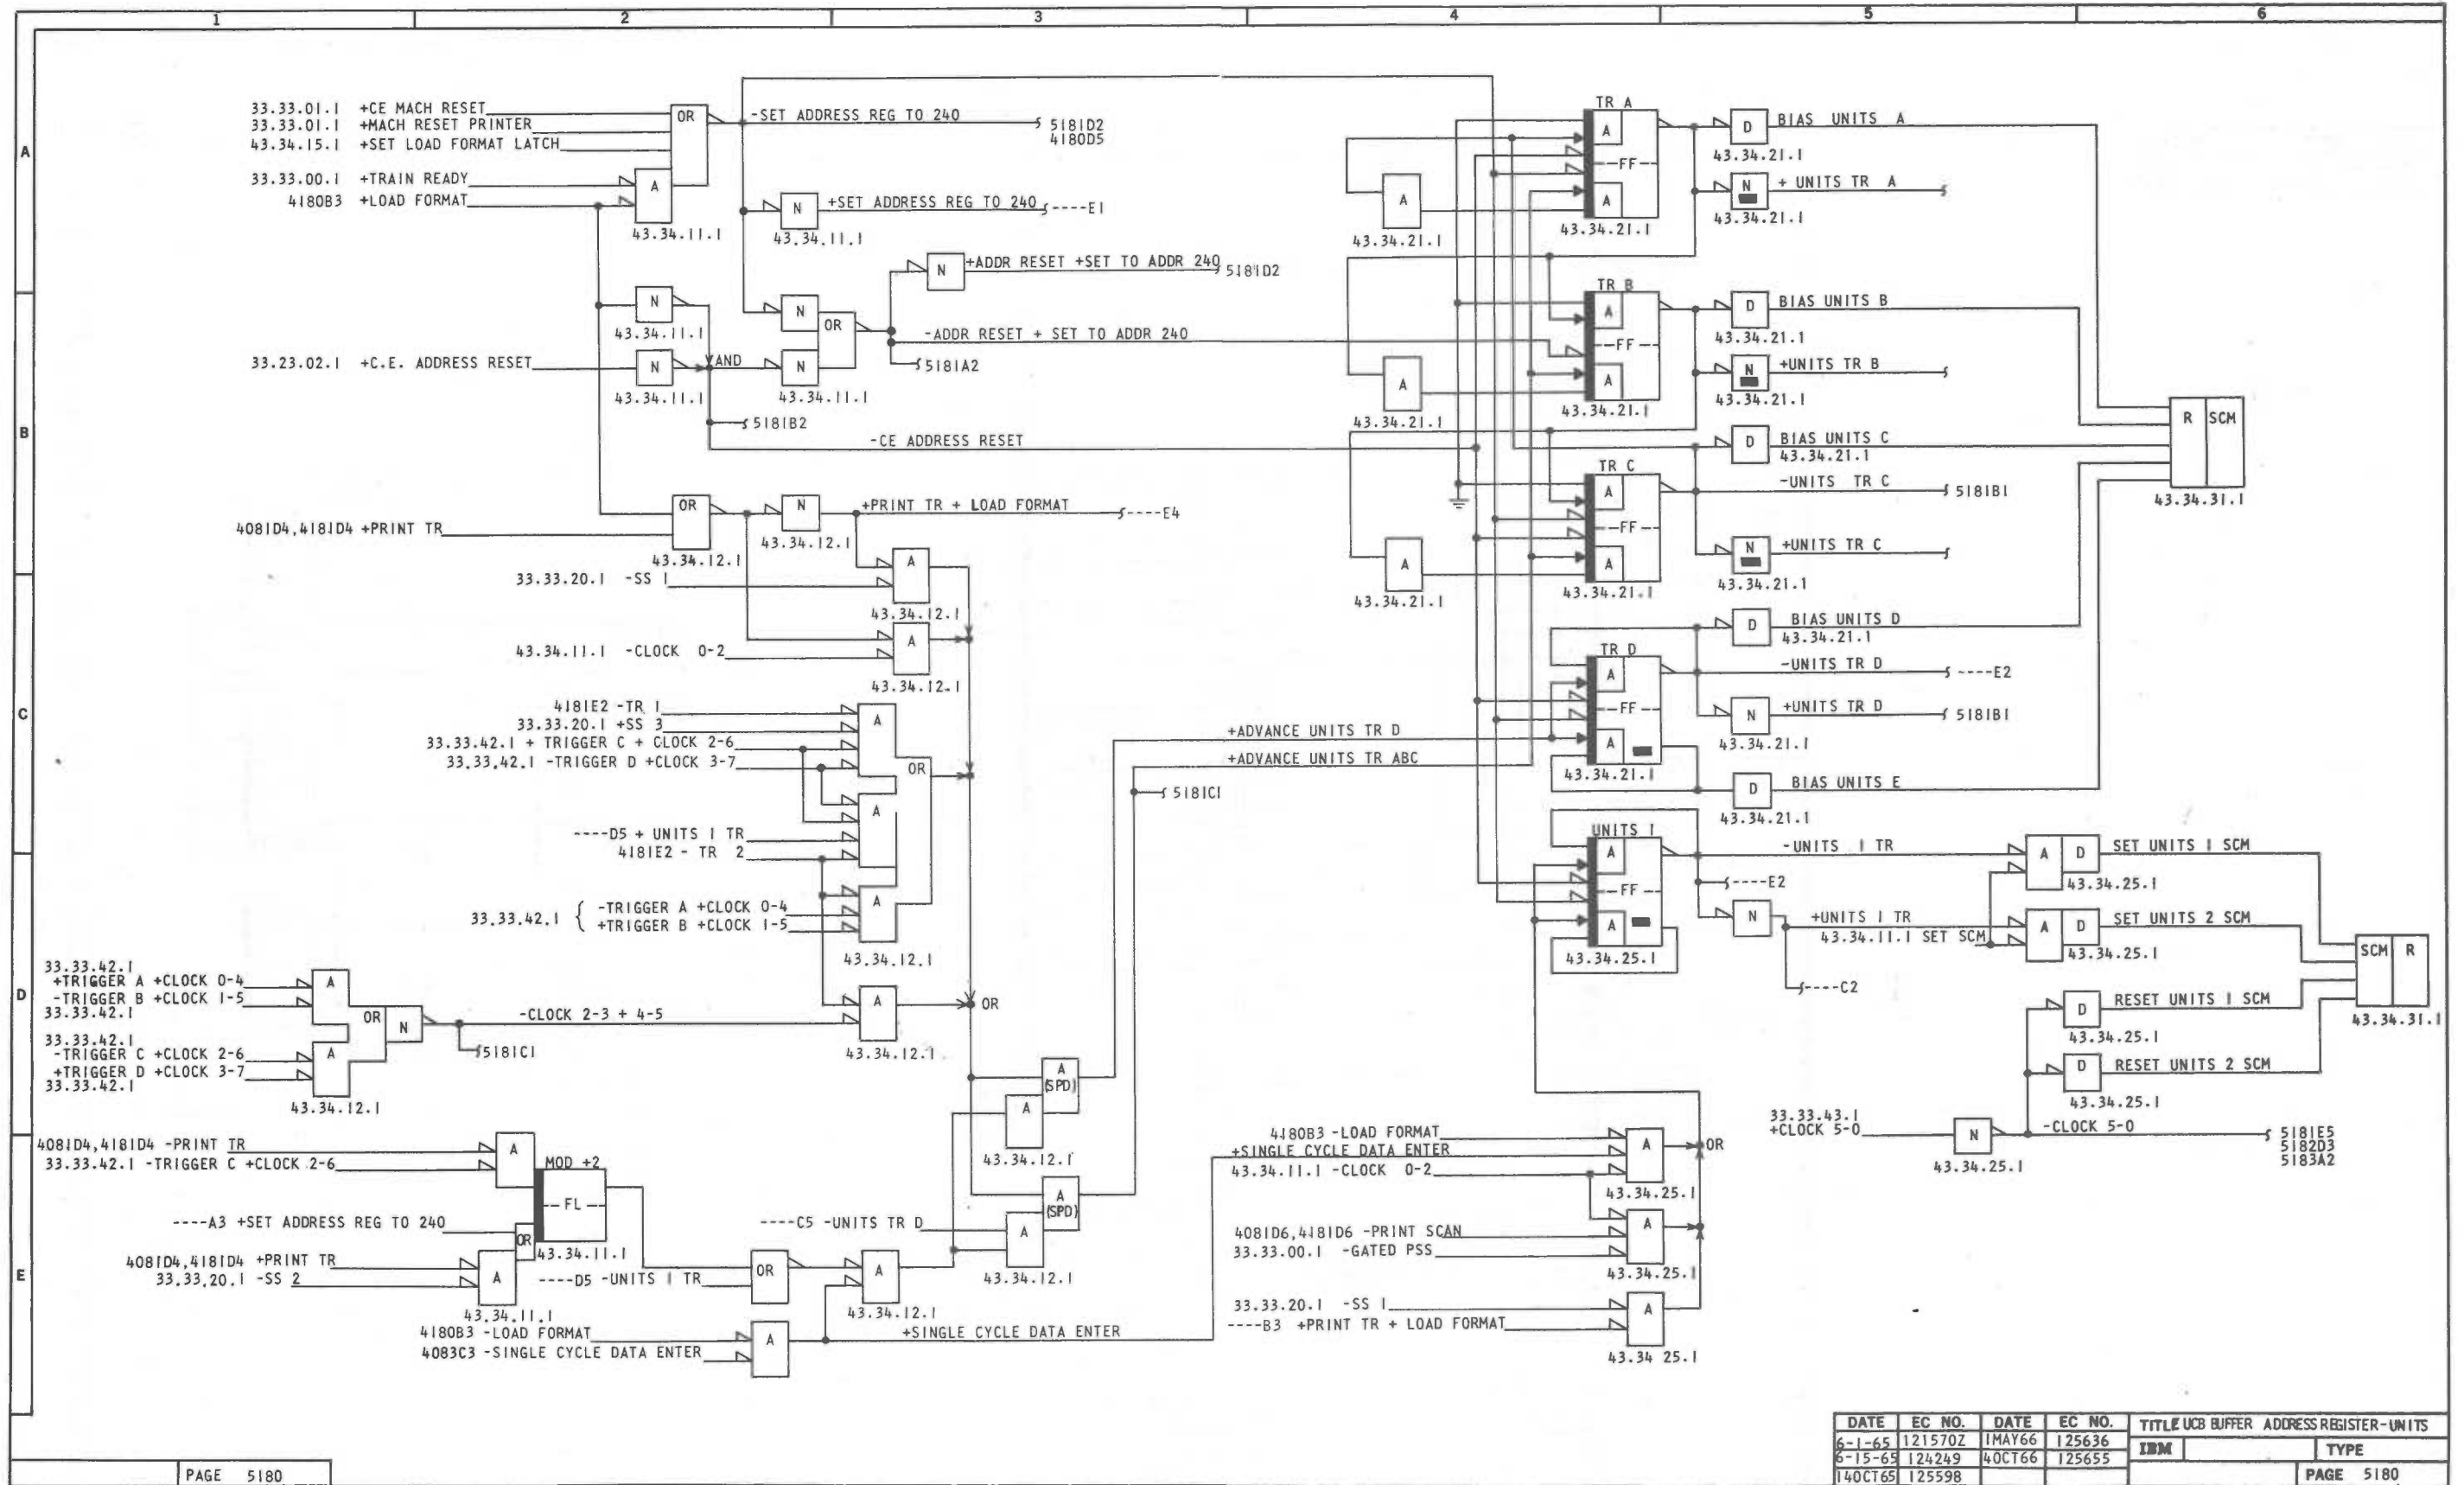 1 2 3 4 5 6
A
B
C
D
E
33.33.01.1 +CE MACH RESET
33.33.01.1 +MACH RESET PRINTER
43.34.15.1 +SET LOAD FORMAT LATCH
33.33.00.1 +TRAIN READY
4180B3 +LOAD FORMAT
OR
A
43.34.11.1
-SET ADDRESS REG TO 240
5181D2
4180D5
N
+SET ADDRESS REG TO 240 ----E1
43.34.11.1
N
+ADDR RESET +SET TO ADDR 240
5181D2
N
43.34.11.1
N
OR
-ADDR RESET + SET TO ADDR 240
5181A2
33.23.02.1 +C.E. ADDRESS RESET
N
AND
N
43.34.11.1
43.34.11.1
5181B2
-CE ADDRESS RESET
4081D4,4181D4 +PRINT TR
OR
43.34.12.1
N
43.34.12.1
+PRINT TR + LOAD FORMAT ----E4
33.33.20.1 -SS 1
A
43.34.12.1
43.34.11.1 -CLOCK 0-2
A
43.34.12.1
4181E2 -TR 1
33.33.20.1 +SS 3
33.33.42.1 + TRIGGER C + CLOCK 2-6
33.33.42.1 -TRIGGER D +CLOCK 3-7
A
OR
A
----D5 + UNITS 1 TR
4181E2 - TR 2
A
33.33.42.1 { -TRIGGER A +CLOCK 0-4
+TRIGGER B +CLOCK 1-5
43.34.12.1
33.33.42.1
+TRIGGER A +CLOCK 0-4
-TRIGGER B +CLOCK 1-5
33.33.42.1
33.33.42.1
-TRIGGER C +CLOCK 2-6
+TRIGGER D +CLOCK 3-7
33.33.42.1
A
OR
N
A
43.34.12.1
-CLOCK 2-3 + 4-5
5181C1
A
43.34.12.1
OR
4081D4,4181D4 -PRINT TR
33.33.42.1 -TRIGGER C +CLOCK 2-6
A
MOD +2
--FL--
43.34.11.1
----A3 +SET ADDRESS REG TO 240
OR
4081D4,4181D4 +PRINT TR
33.33.20.1 -SS 2
A
43.34.11.1
----D5 -UNITS 1 TR
OR
A
43.34.12.1
4180B3 -LOAD FORMAT
4083C3 -SINGLE CYCLE DATA ENTER
A
+SINGLE CYCLE DATA ENTER
A
(SPD)
A
43.34.12.1
----C5 -UNITS TR D
A
(SPD)
A
43.34.12.1
+ADVANCE UNITS TR D
+ADVANCE UNITS TR ABC
5181C1
4180B3 -LOAD FORMAT
+SINGLE CYCLE DATA ENTER
43.34.11.1 -CLOCK 0-2
A
OR
43.34.25.1
4081D6,4181D6 -PRINT SCAN
33.33.00.1 -GATED PSS
A
43.34.25.1
33.33.20.1 -SS 1
----B3 +PRINT TR + LOAD FORMAT
A
43.34 25.1
TR A
A
--FF--
A
43.34.21.1
A
43.34.21.1
D
BIAS UNITS A
43.34.21.1
N
+ UNITS TR A
43.34.21.1
TR B
A
--FF--
A
43.34.21.1
A
43.34.21.1
D
BIAS UNITS B
43.34.21.1
N
+UNITS TR B
43.34.21.1
D
BIAS UNITS C
43.34.21.1
TR C
A
--FF--
A
43.34.21.1
A
43.34.21.1
-UNITS TR C
5181B1
N
+UNITS TR C
43.34.21.1
D
BIAS UNITS D
43.34.21.1
TR D
A
--FF--
A
43.34.21.1
-UNITS TR D
----E2
N
+UNITS TR D
5181B1
43.34.21.1
D
BIAS UNITS E
43.34.21.1
UNITS 1
A
--FF--
A
43.34.25.1
-UNITS 1 TR
----E2
N
+UNITS 1 TR
43.34.11.1 SET SCM
----C2
A D
SET UNITS 1 SCM
43.34.25.1
A D
SET UNITS 2 SCM
43.34.25.1
D
RESET UNITS 1 SCM
43.34.25.1
D
RESET UNITS 2 SCM
43.34.25.1
33.33.43.1
+CLOCK 5-0
N
43.34.25.1
-CLOCK 5-0
5181E5
5182D3
5183A2
R SCM
43.34.31.1
SCM R
43.34.31.1
DATE EC NO. DATE EC NO.
6-1-65 121570Z 1MAY66 125636
6-15-65 124249 4OCT66 125655
14OCT65 125598
TITLE UCB BUFFER ADDRESS REGISTER-UNITS
IBM
TYPE
PAGE 5180
PAGE 5180